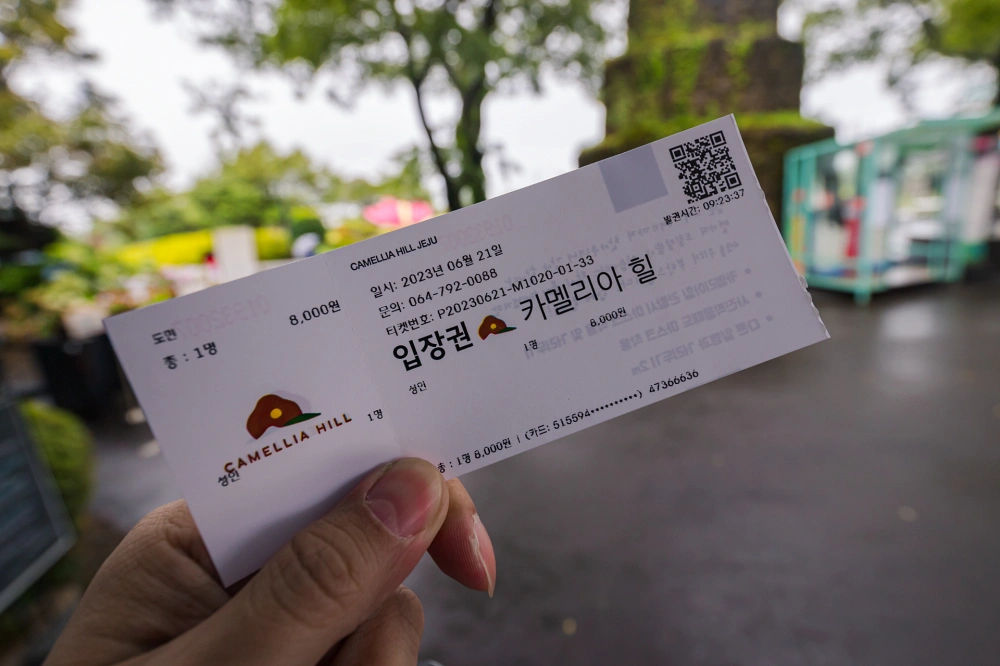 도련 8,000원
총 : 1명
CAMELLIA HILL
1명
성인
CAMELLIA HILL JEJU
일시: 2023년 06월 21일
문의: 064-792-0088
티켓번호: P20230621-M1020-01-33
입장권 카멜리아 힐
성인 1명 8,000원
총 : 1명 8,000원 | (카드: 515594**********) 47366636
발권시간: 09:23:37